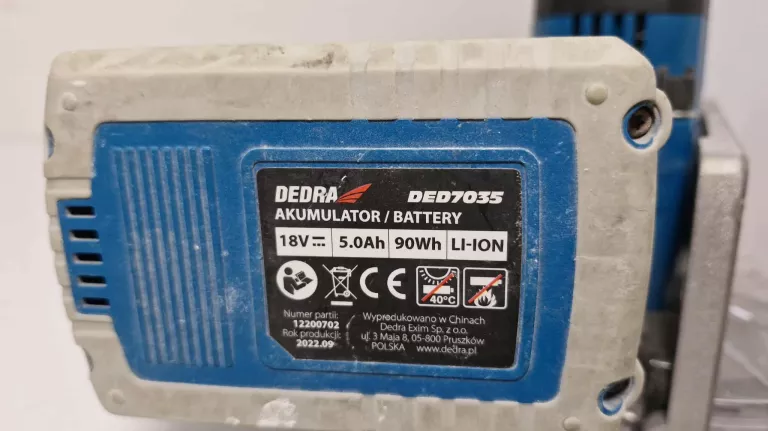 DEDRA DED7035
AKUMULATOR / BATTERY
18V 5.0Ah 90Wh LI-ION
CE 40°C
Numer partii:
12200702
Rok produkcji:
2022.09
Wyprodukowano w Chinach
Dedra Exim Sp. z o.o.
ul. 3 Maja 8, 05-800 Pruszków
POLSKA www.dedra.pl